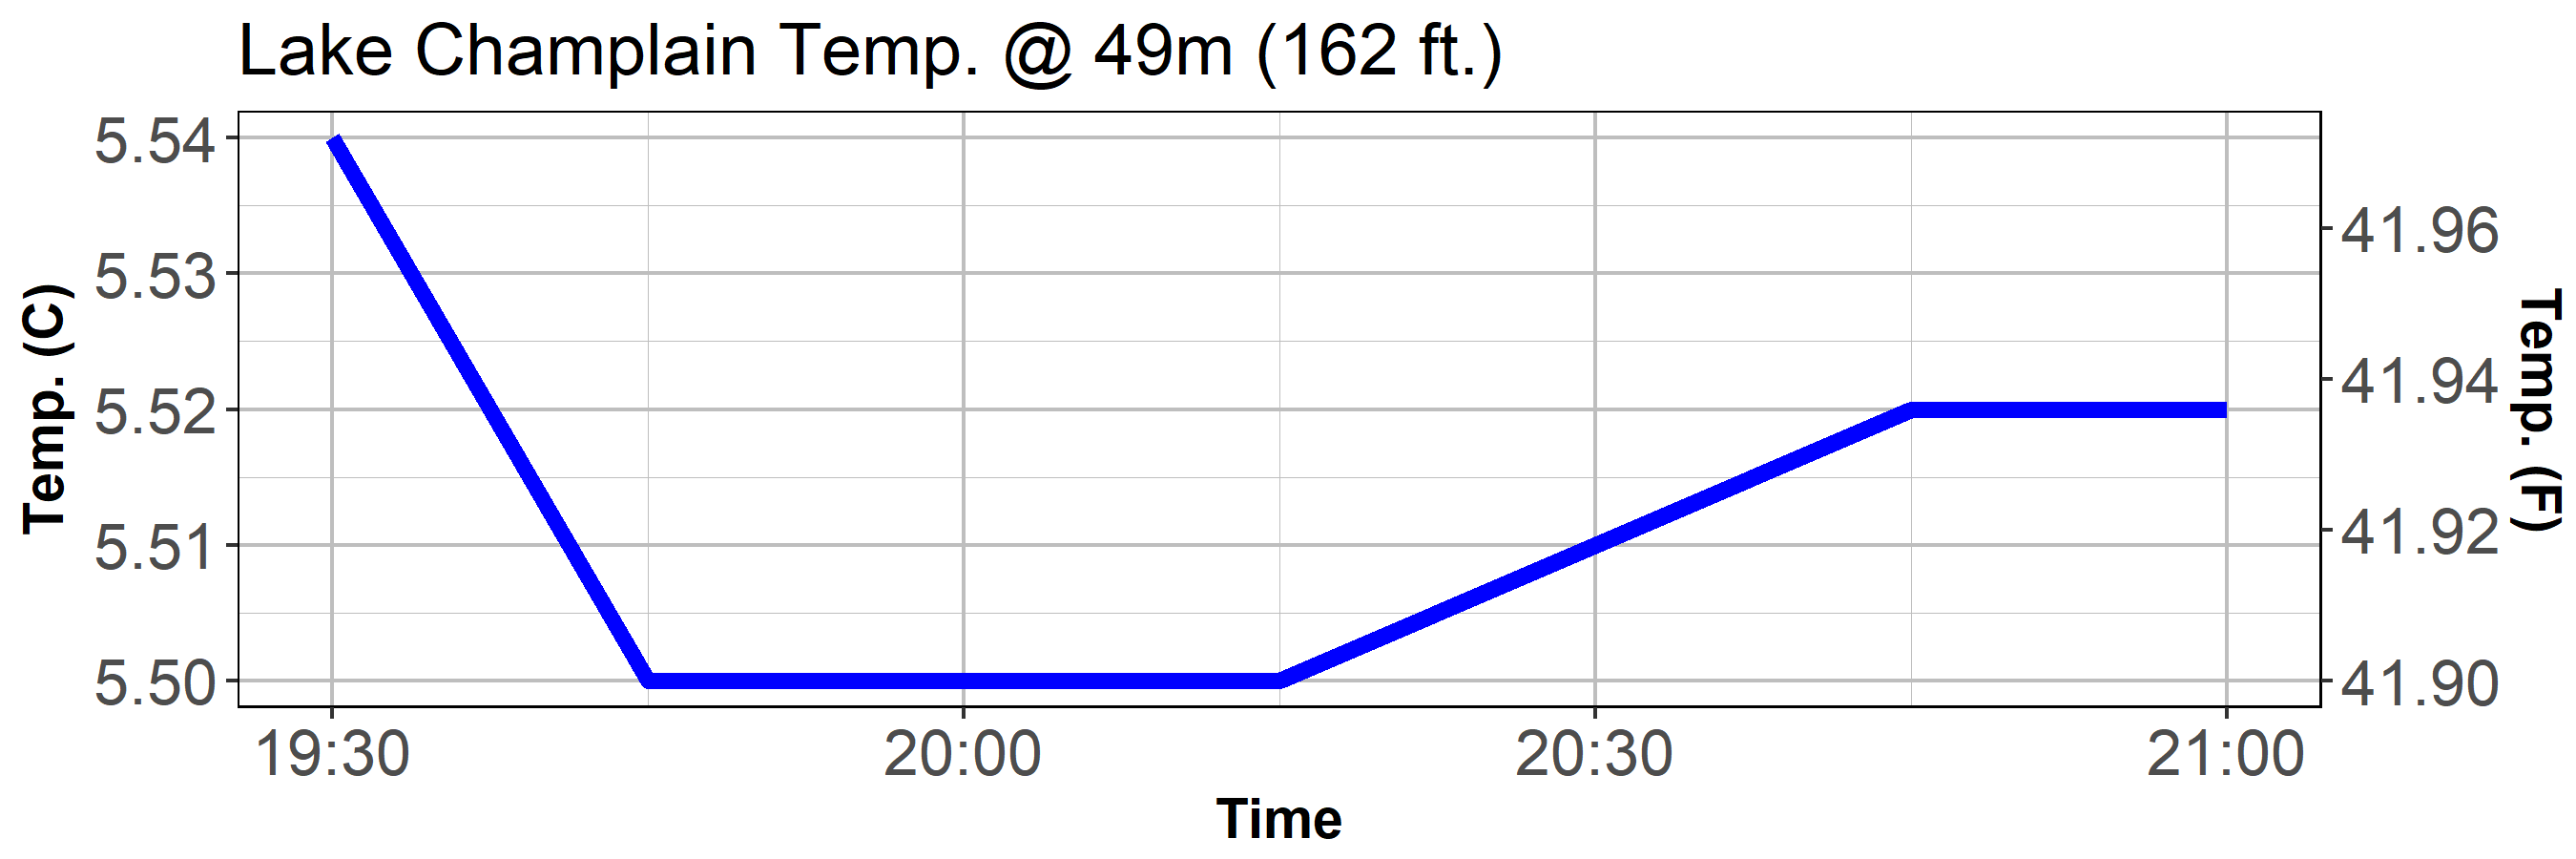 Lake Champlain Temp. @ 49m (162 ft.)
5.54
5.53
5.52
5.51
5.50
Temp. (C)
41.96
41.94
41.92
41.90
Temp. (F)
19:30 20:00 20:30 21:00
Time